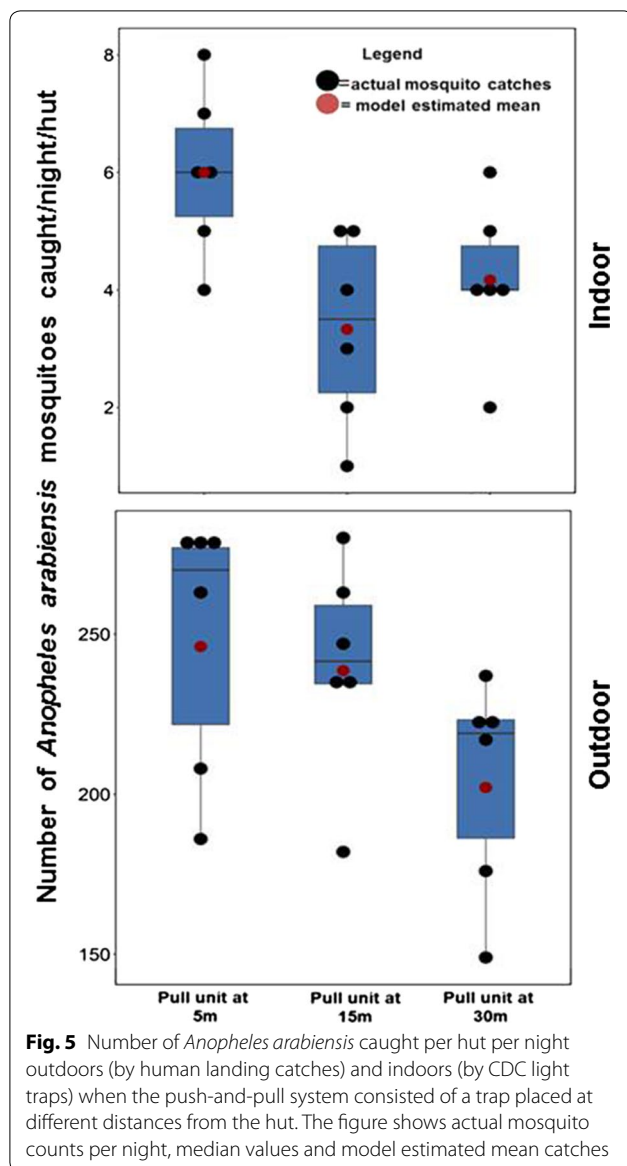 Legend
=actual mosquito catches
= model estimated mean
Number of Anopheles arabiensis mosquitoes caught/night/hut
8
6
4
2
Indoor
250
200
150
Outdoor
Pull unit at
5m
Pull unit at
15m
Pull unit at
30m
Fig. 5 Number of Anopheles arabiensis caught per hut per night
outdoors (by human landing catches) and indoors (by CDC light
traps) when the push-and-pull system consisted of a trap placed at
different distances from the hut. The figure shows actual mosquito
counts per night, median values and model estimated mean catches